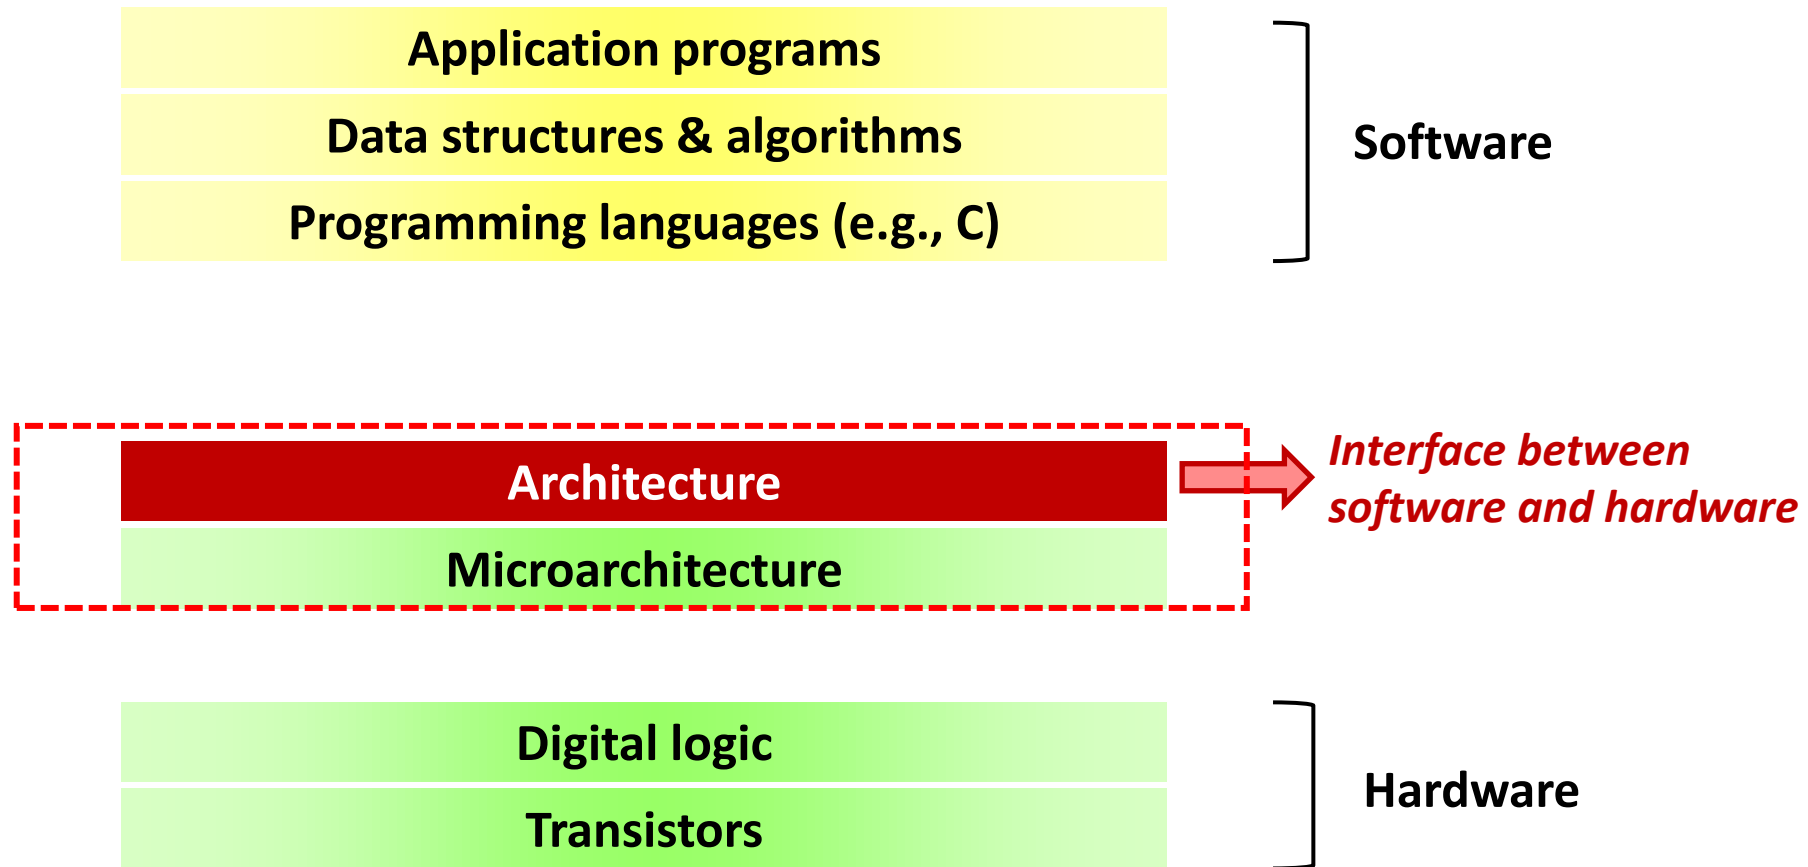 Application programs
Data structures & algorithms
Software
Programming languages (e.g., C)
Architecture
Interface between
software and hardware
Microarchitecture
Digital logic
Hardware
Transistors